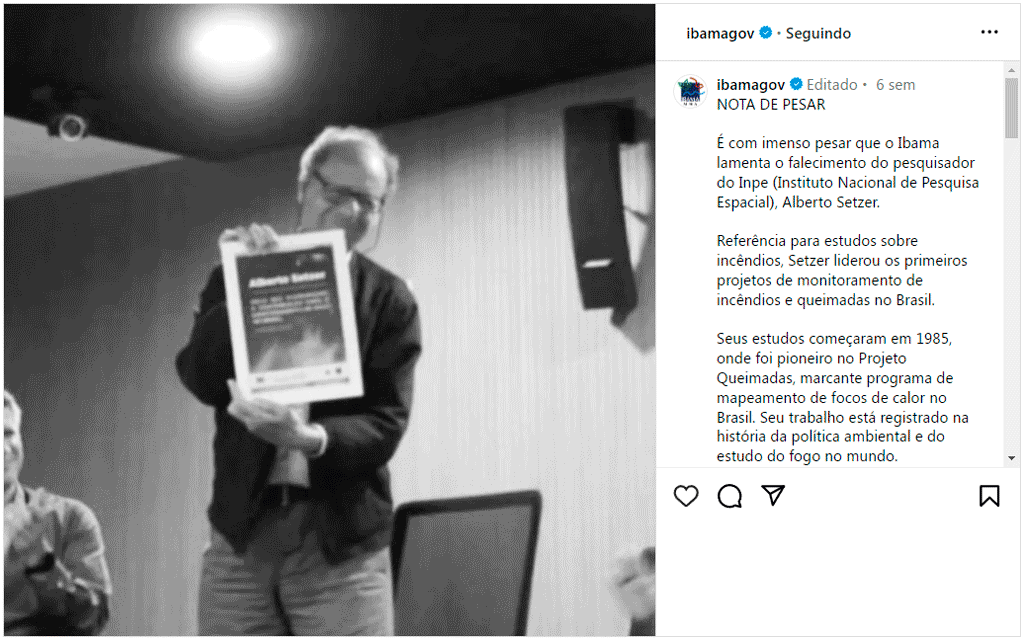 ibamagov • Seguindo
ibamagov Editado • 6 sem
NOTA DE PESAR
É com imenso pesar que o Ibama
lamenta o falecimento do pesquisador
do Inpe (Instituto Nacional de Pesquisa
Espacial), Alberto Setzer.
Referência para estudos sobre
incêndios, Setzer liderou os primeiros
projetos de monitoramento de
incêndios e queimadas no Brasil.
Seus estudos começaram em 1985,
onde foi pioneiro no Projeto
Queimadas, marcante programa de
mapeamento de focos de calor no
Brasil. Seu trabalho está registrado na
história da política ambiental e do
estudo do fogo no mundo.
Alberto Setzer
IBAMA
MMA